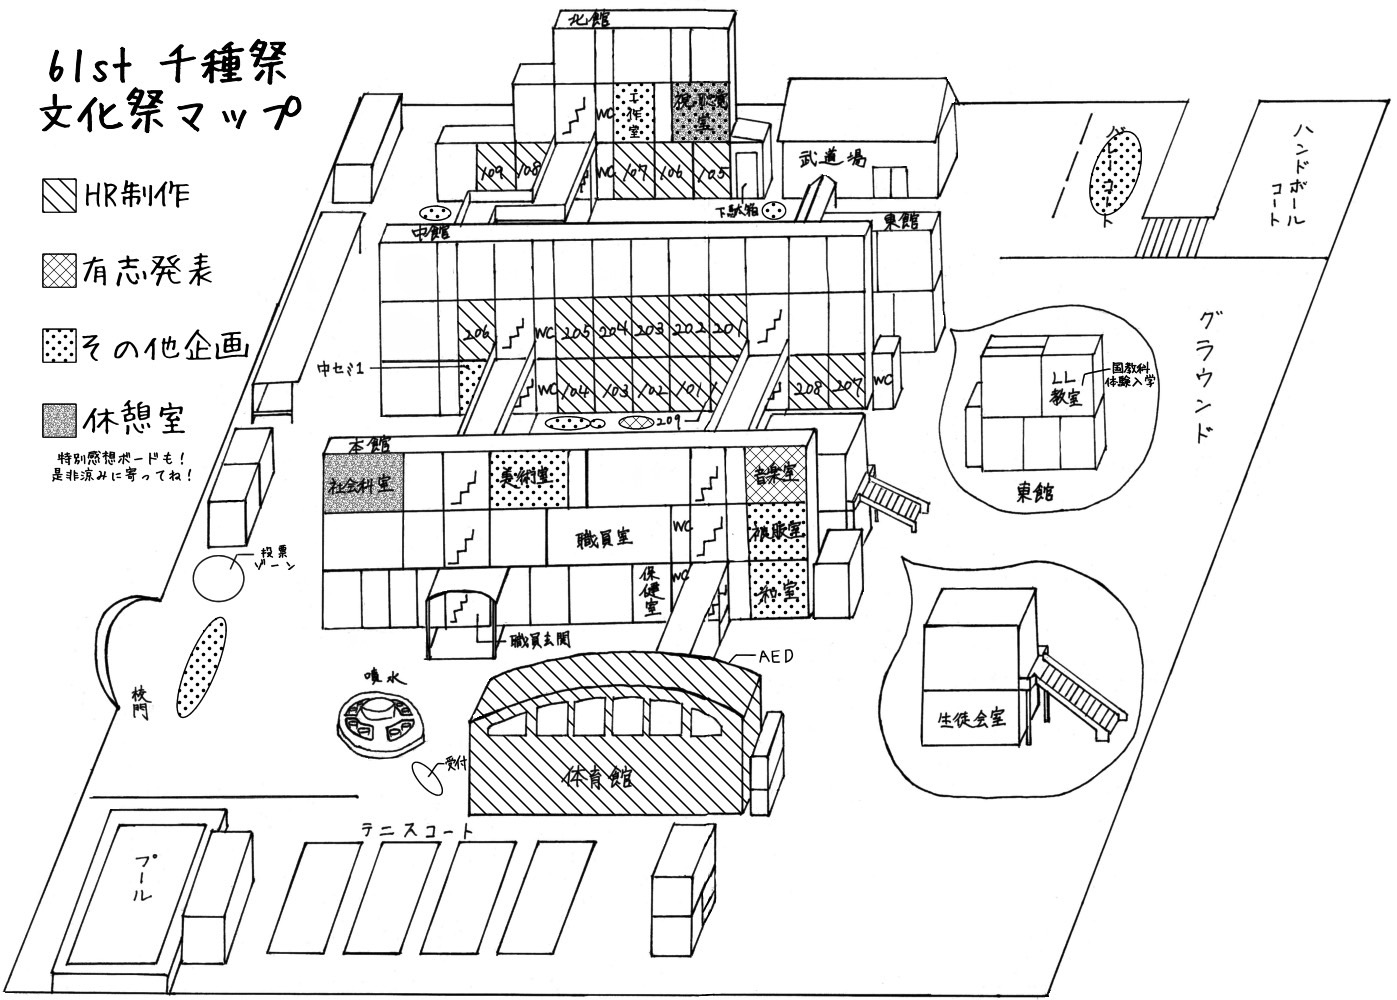 61st 千種祭
文化祭マップ
HR制作
有志発表
その他企画
休憩室
特別感想ボードも!
是非涼みに寄ってね!
北館
WC
工作室
視聴覚室
109
108
WC
107
106
105
武道場
下駄箱
バレーコート
ハンドボールコート
中館
東館
206
WC
205
204
203
202
201
中セミ1
WC
104
103
102
101
208
207
WC
209
グラウンド
LL教室
国教科
体験入学
東館
本館
社会科室
美術室
音楽室
職員室
WC
被服室
保健室
WC
和室
職員玄関
投票
ゾーン
校門
噴水
AED
受付
体育館
生徒会室
テニスコート
プール